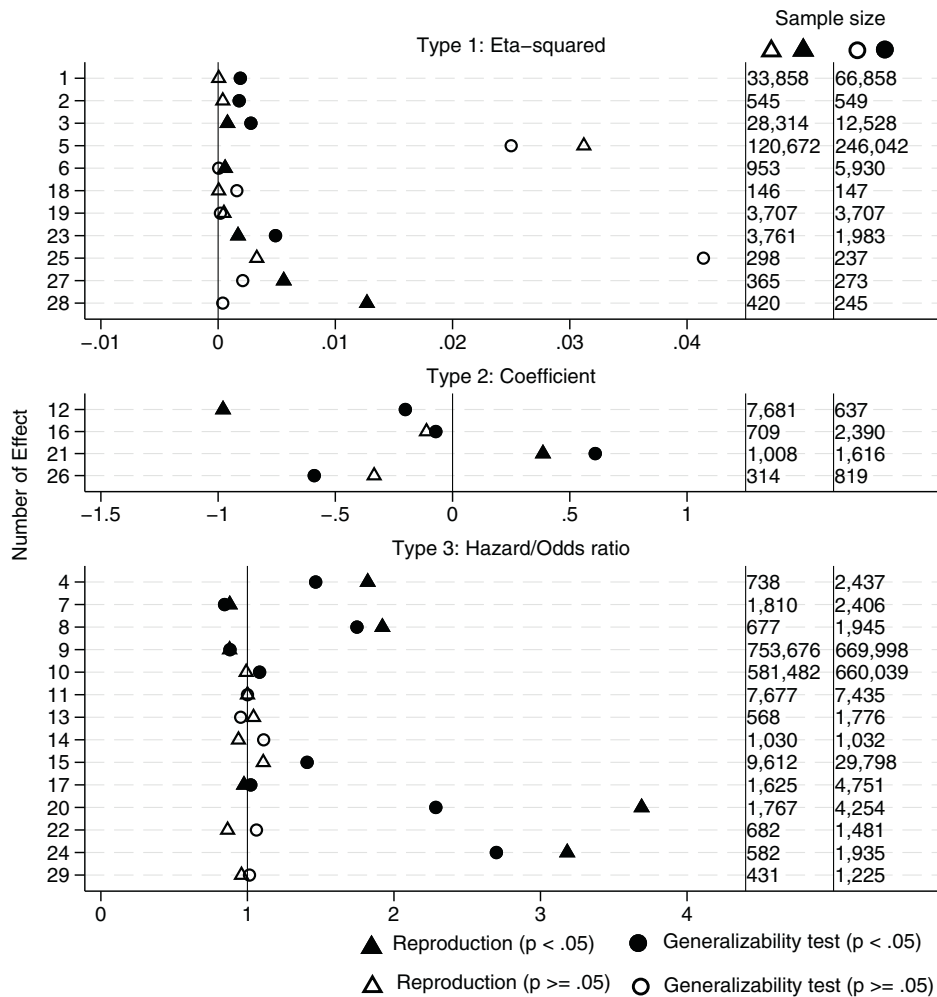 Sample size
Type 1: Eta−squared
1 33,858 66,858
2 545 549
3 28,314 12,528
5 120,672 246,042
6 953 5,930
18 146 147
19 3,707 3,707
23 3,761 1,983
25 298 237
27 365 273
28 420 245
−.01 0 .01 .02 .03 .04
Type 2: Coefficient
12 7,681 637
16 709 2,390
21 1,008 1,616
26 314 819
−1.5 −1 −.5 0 .5 1
Number of Effect
Type 3: Hazard/Odds ratio
4 738 2,437
7 1,810 2,406
8 677 1,945
9 753,676 669,998
10 581,482 660,039
11 7,677 7,435
13 568 1,776
14 1,030 1,032
15 9,612 29,798
17 1,625 4,751
20 1,767 4,254
22 682 1,481
24 582 1,935
29 431 1,225
0 1 2 3 4
Reproduction (p < .05) Generalizability test (p < .05)
Reproduction (p >= .05) Generalizability test (p >= .05)